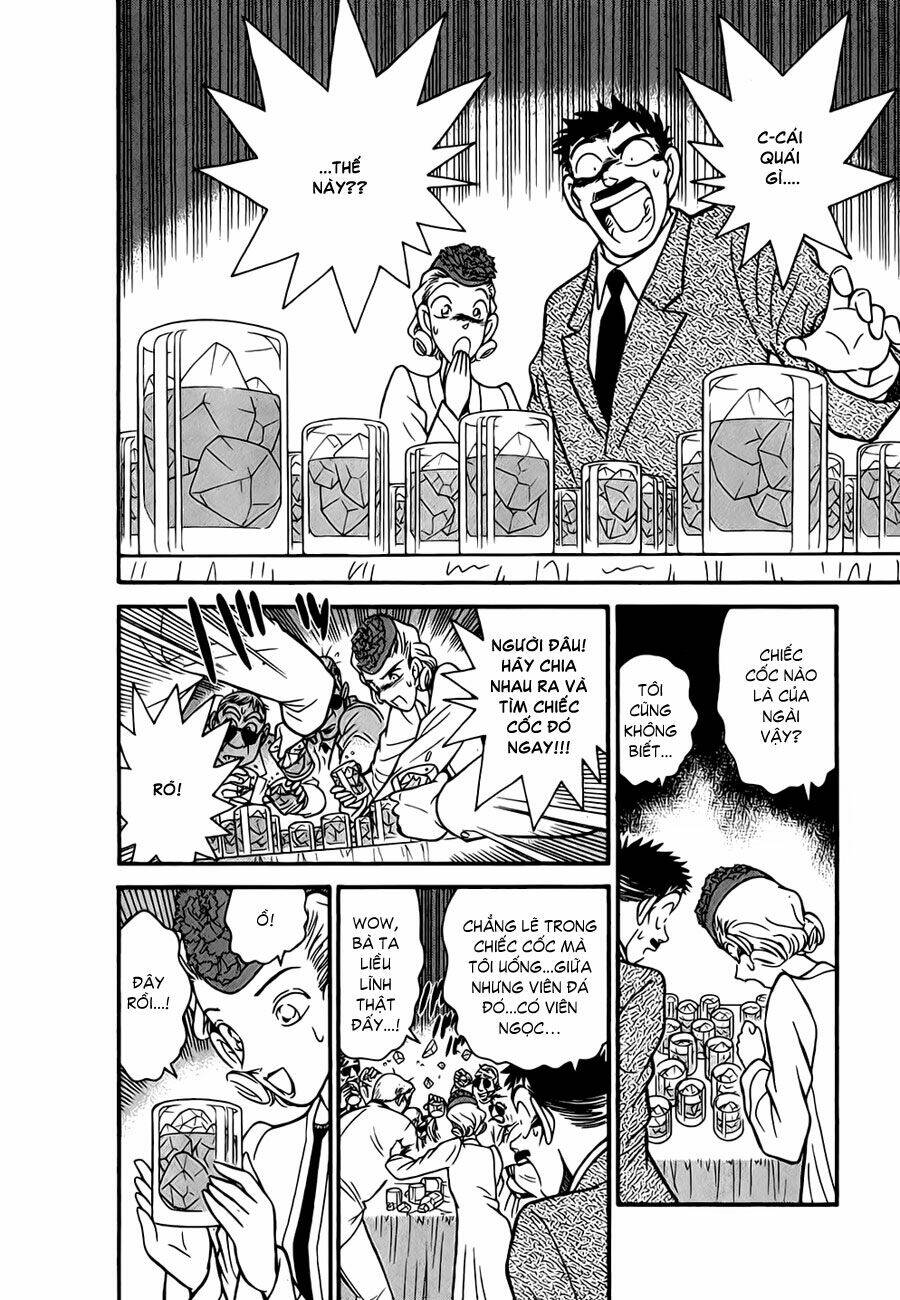 C-CÁI
QUÁI
GÌ....
...THẾ
NÀY??
CHIẾC
CỐC NÀO
LÀ CỦA
NGÀI
VẬY?
TÔI
CŨNG
KHÔNG
BIẾT...
NGƯỜI ĐÂU!
HÃY CHIA
NHAU RA VÀ
TÌM CHIẾC
CỐC ĐÓ
NGAY!!!
RÕ!
CHẲNG LẼ TRONG
CHIẾC CỐC MÀ
TÔI UỐNG...GIỮA
NHƯNG VIÊN ĐÁ
ĐÓ...CÓ VIÊN
NGỌC...
WOW,
BÀ TA
LIỀU
LĨNH
THẬT
ĐẤY...!
Ồ!
ĐÂY
RỒI...!